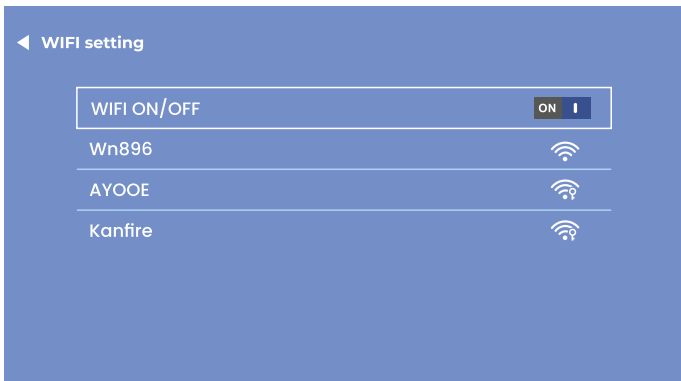 WIFI setting
WIFI ON/OFF ON
Wn896
AYOOE
Kanfire